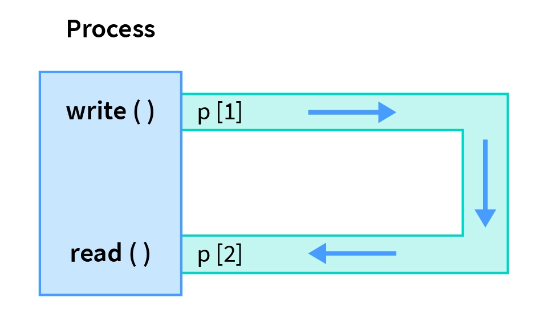 Process
write ( )
p [1]
read ( )
p [2]